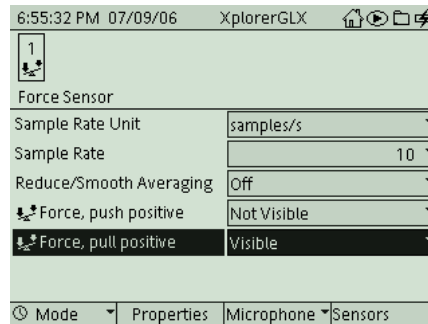 6:55:32 PM 07/09/06 XplorerGLX
1
Force Sensor
Sample Rate Unit samples/s
Sample Rate 10
Reduce/Smooth Averaging Off
Force, push positive Not Visible
Force, pull positive Visible
Mode Properties Microphone Sensors